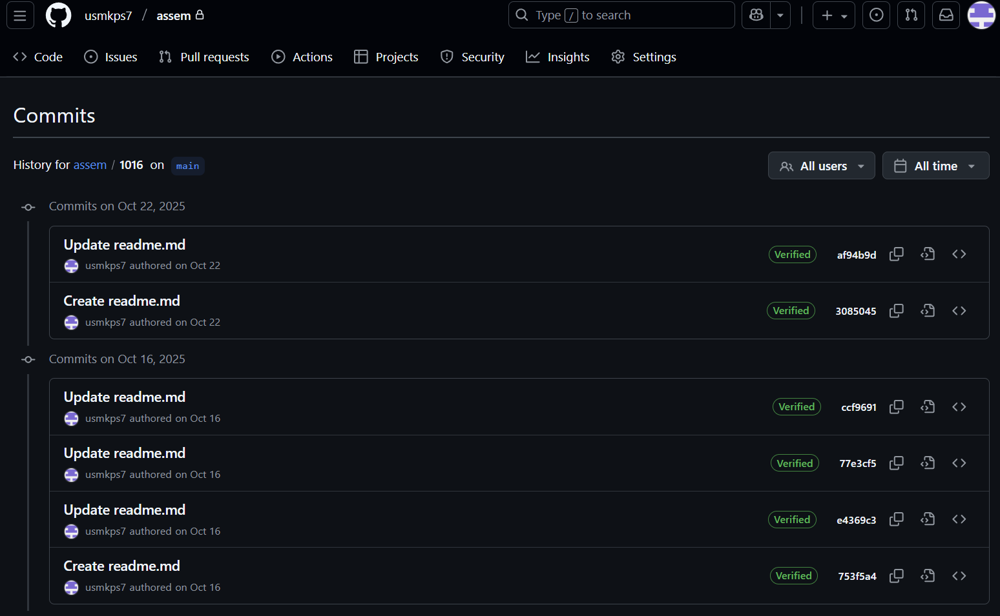 usmkps7 / assem
Type / to search
Code Issues Pull requests Actions Projects Security Insights Settings
Commits
History for assem / 1016 on main
All users All time
Commits on Oct 22, 2025
Update readme.md
usmkps7 authored on Oct 22
Verified af94b9d
Create readme.md
usmkps7 authored on Oct 22
Verified 3085045
Commits on Oct 16, 2025
Update readme.md
usmkps7 authored on Oct 16
Verified ccf9691
Update readme.md
usmkps7 authored on Oct 16
Verified 77e3cf5
Update readme.md
usmkps7 authored on Oct 16
Verified e4369c3
Create readme.md
usmkps7 authored on Oct 16
Verified 753f5a4